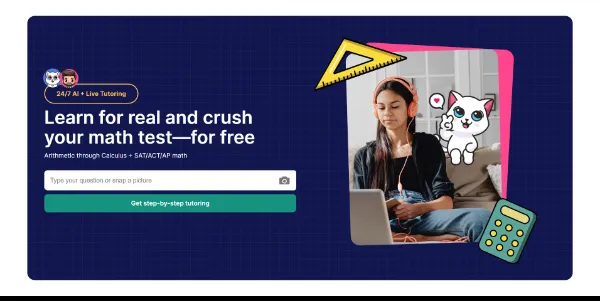 24/7 AI + Live Tutoring
Learn for real and crush
your math test—for free
Arithmetic through Calculus + SAT/ACT/AP math
Type your question or snap a picture
Get step-by-step tutoring